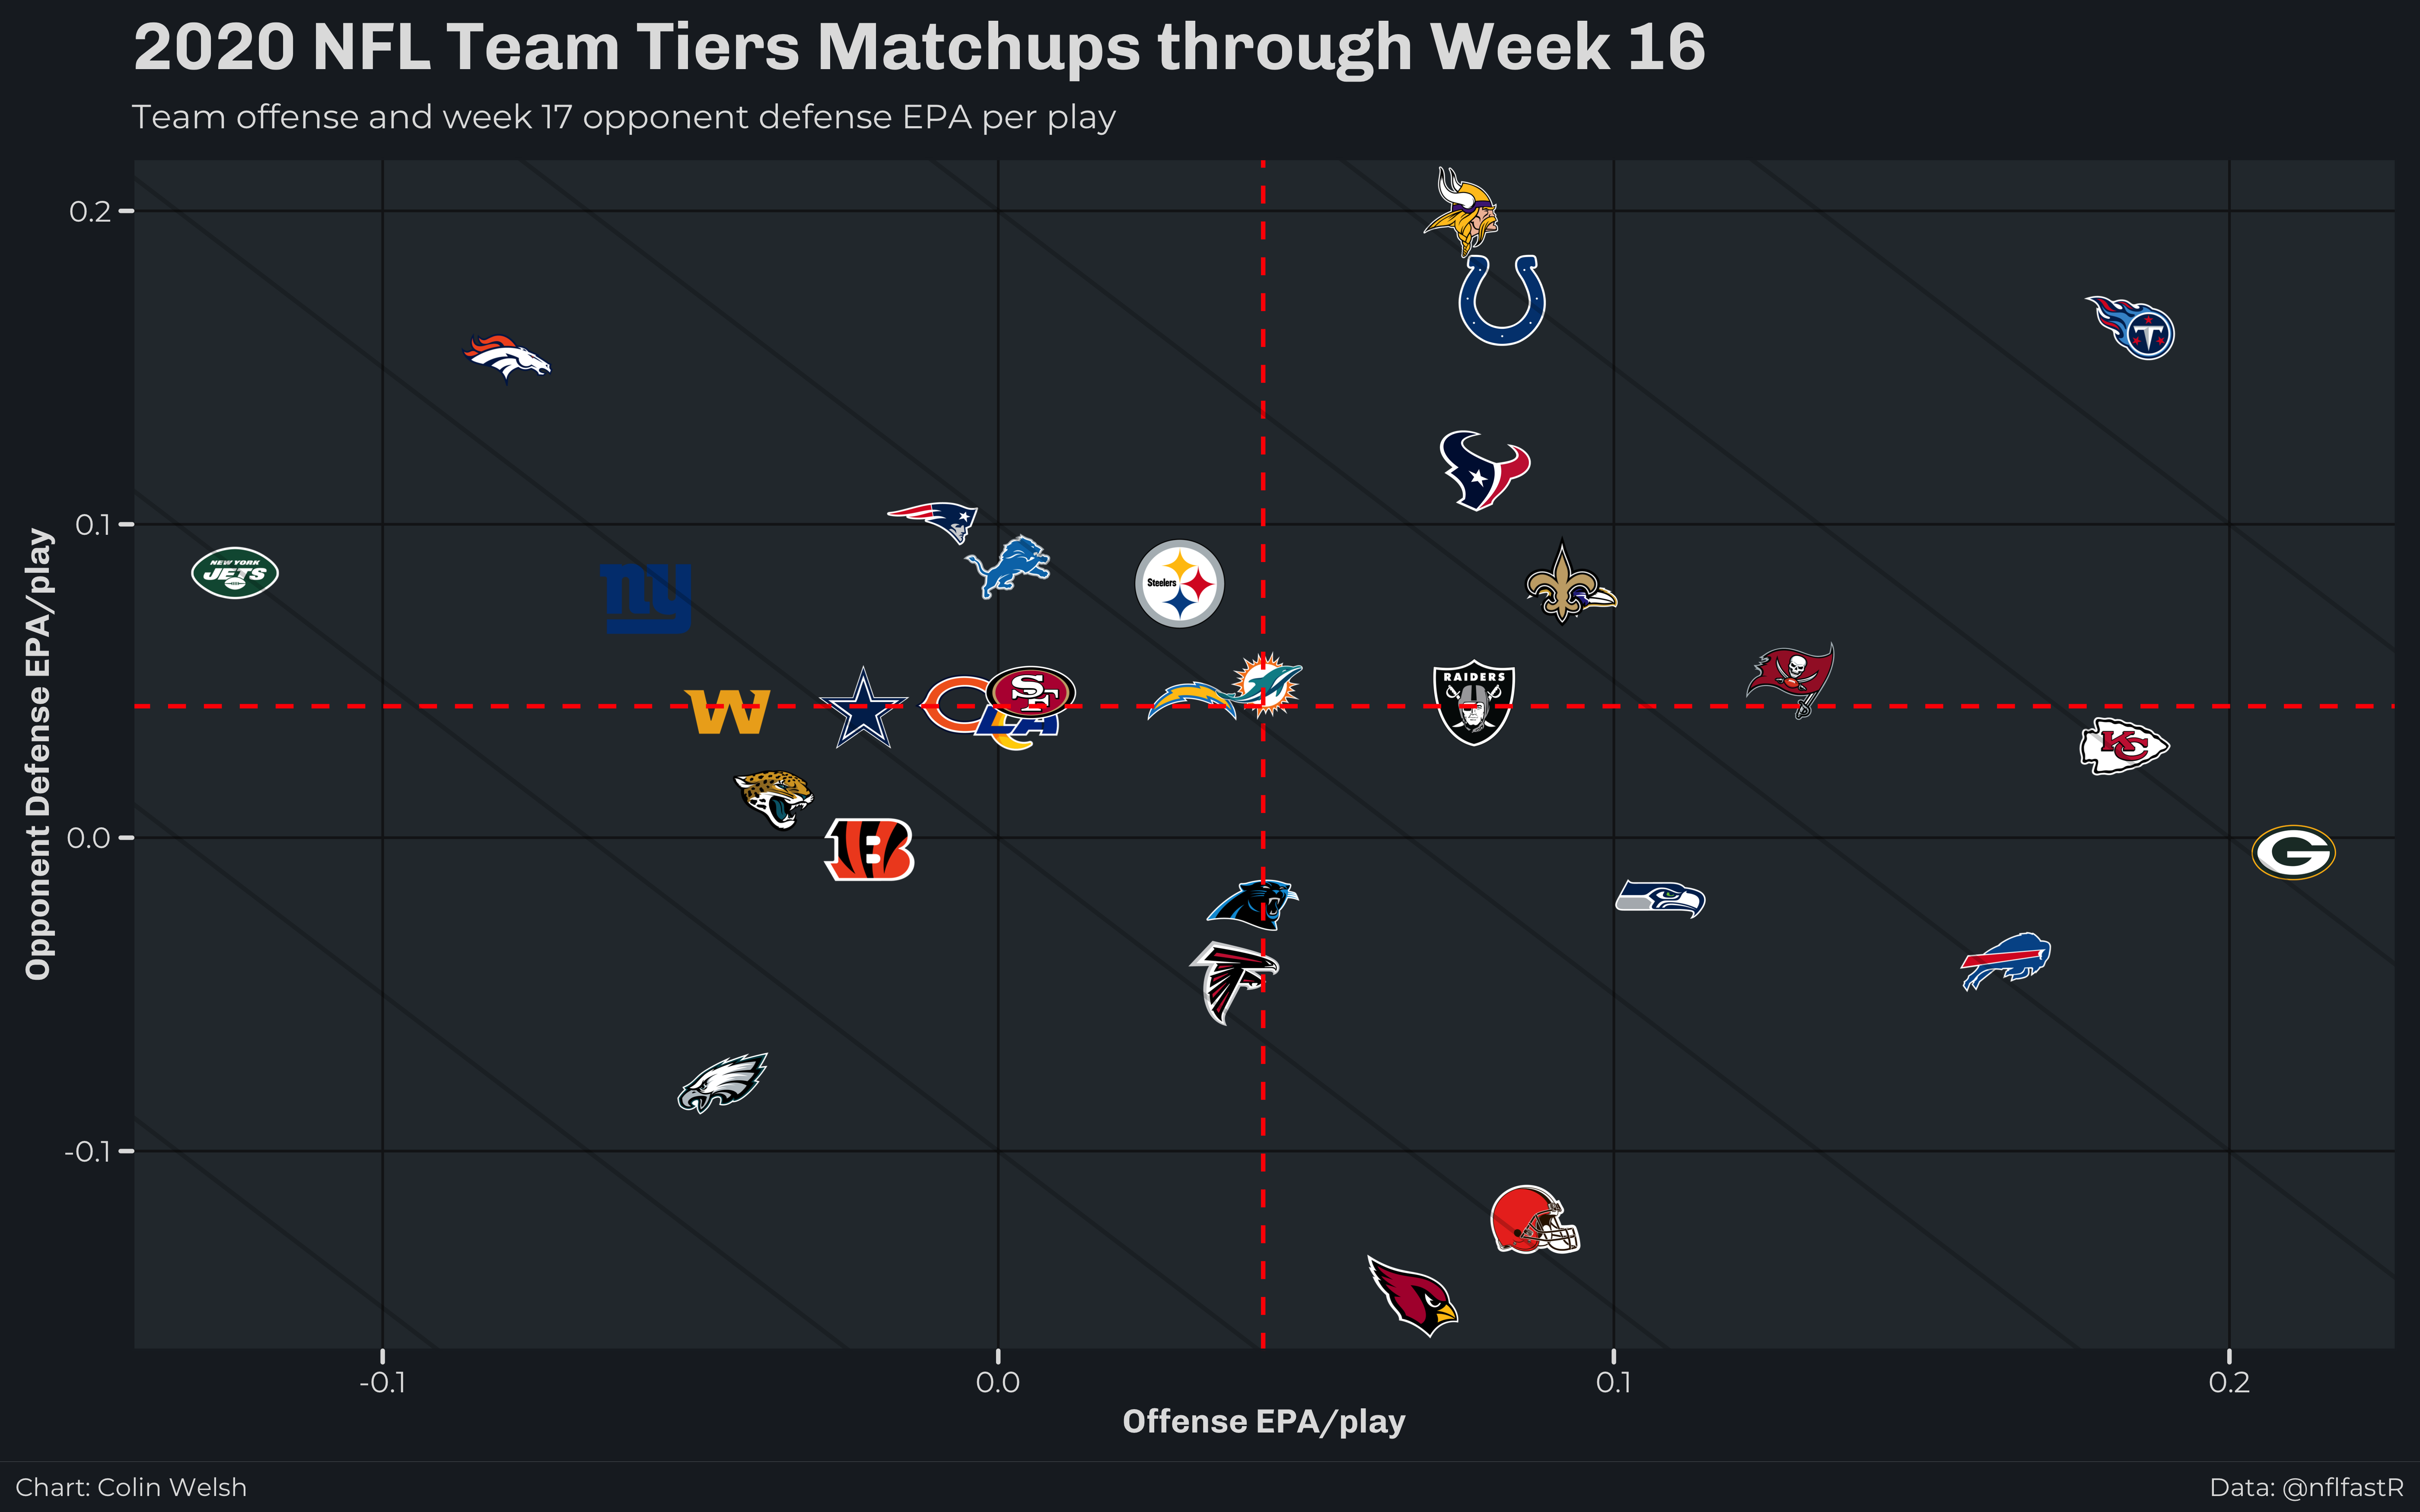 2020 NFL Team Tiers Matchups through Week 16
Team offense and week 17 opponent defense EPA per play
Opponent Defense EPA/play
0.2
0.1
0.0
-0.1
NEW YORK
JETS
ny
Steelers
W
SF
LA
RAIDERS
T
KC
B
G
-0.1
0.0
0.1
0.2
Offense EPA/play
Chart: Colin Welsh
Data: @nflfastR